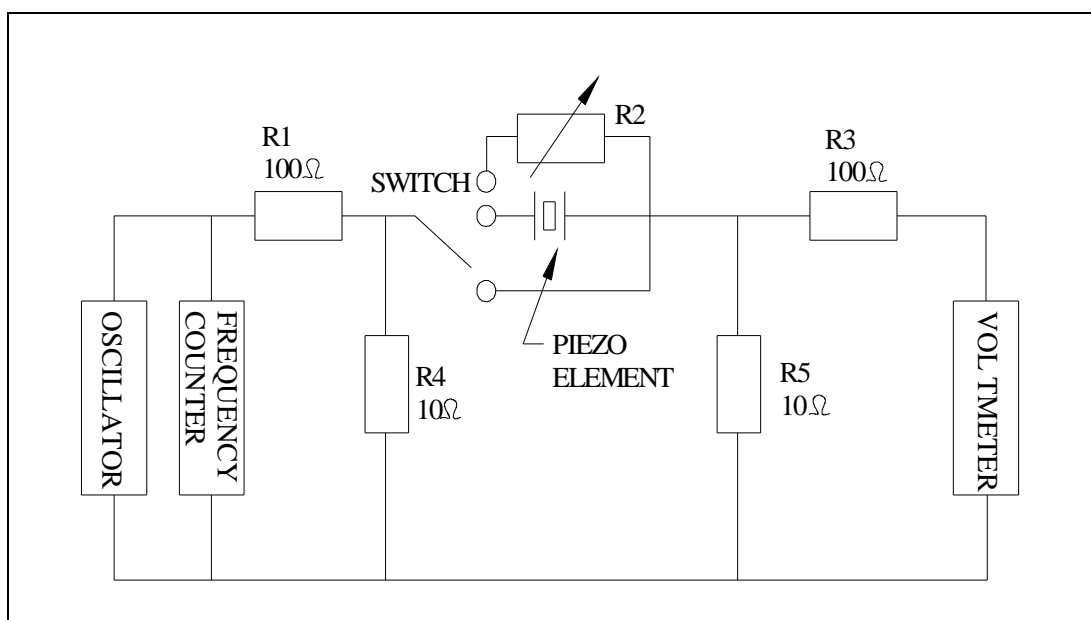 R1
100Ω
SWITCH
R2
R3
100Ω
OSCILLATOR
FREQUENCY
COUNTER
R4
10Ω
PIEZO
ELEMENT
R5
10Ω
VOL TMETER